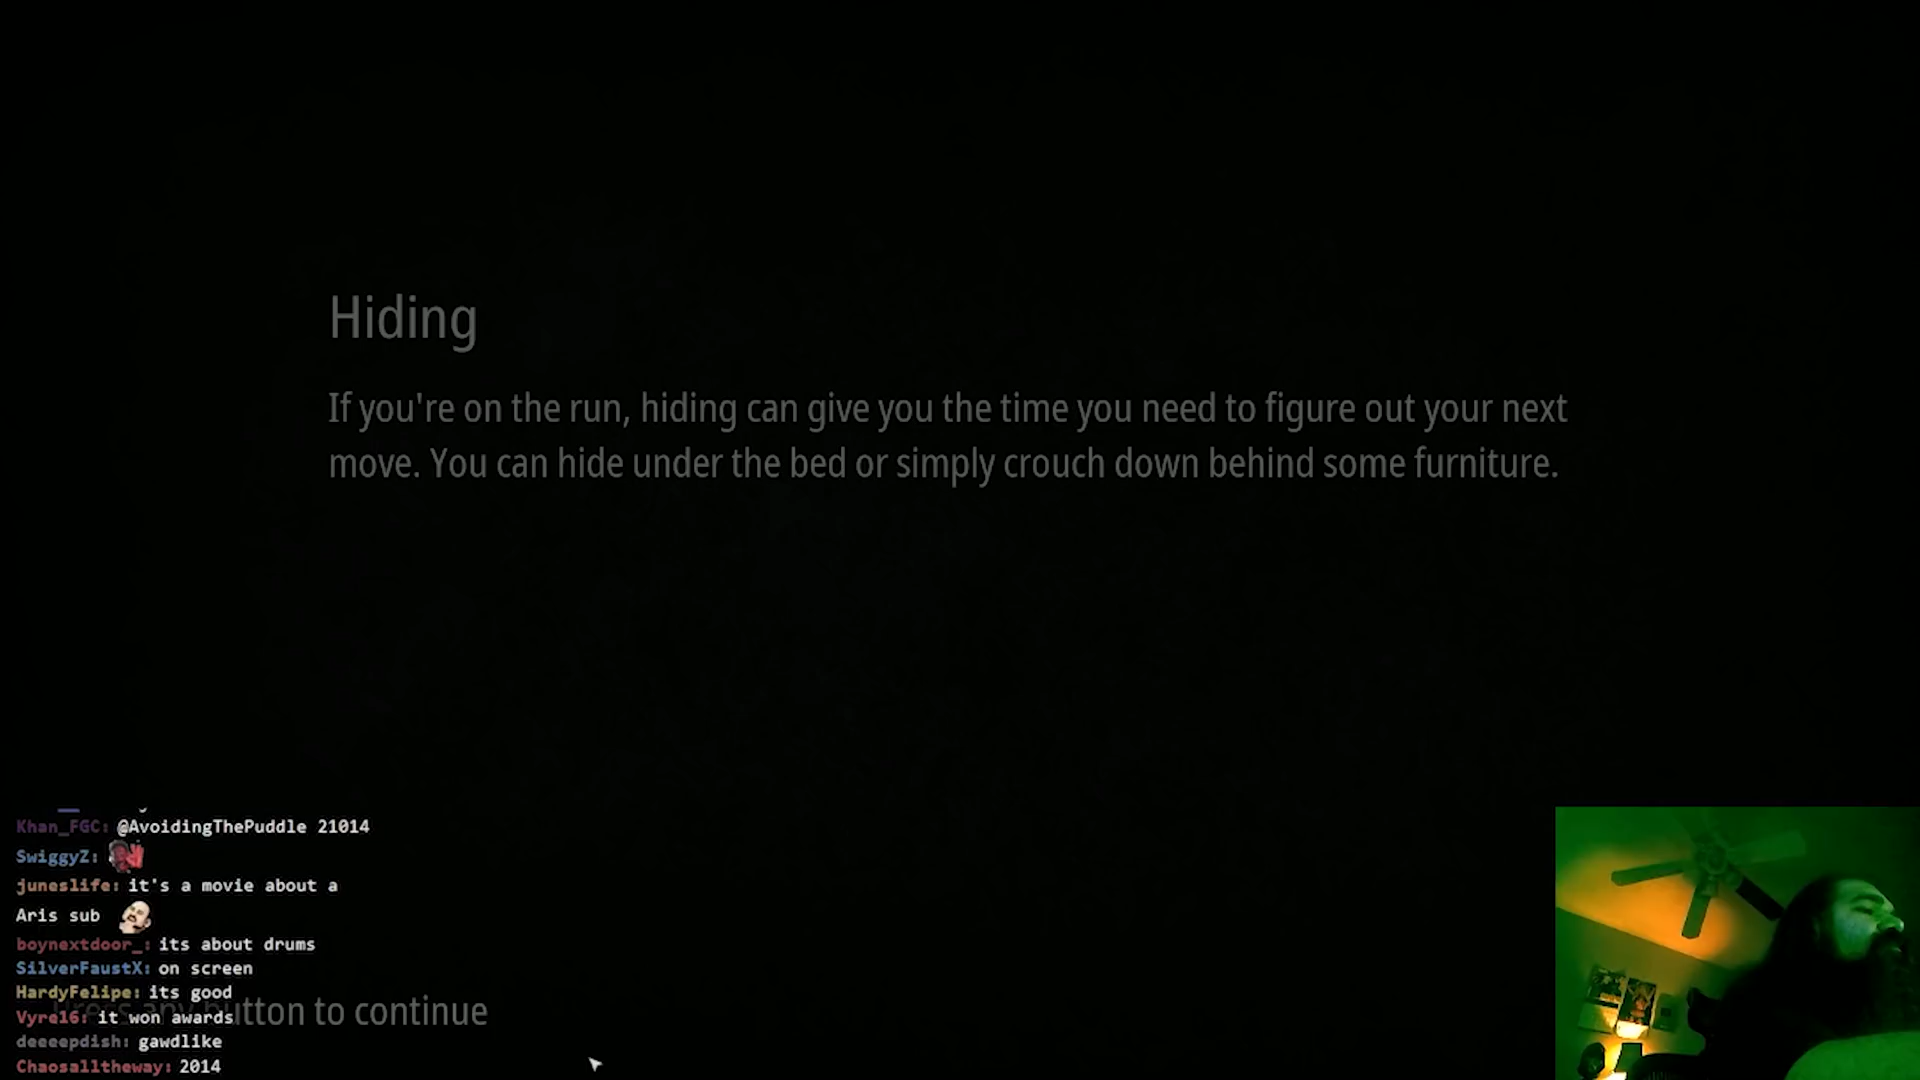 Hiding
If you're on the run, hiding can give you the time you need to figure out your next
move. You can hide under the bed or simply crouch down behind some furniture.
Khan_FGC: @AvoidingThePuddle 21014
SwiggyZ:
juneslife: it's a movie about a
Aris sub
boynextdoor_: its about drums
SilverFaustX: on screen
HardyFelipe: its good
Press any button to continue
Vyre16: it won awards
deeeepdish: gawdlike
Chaosalltheway: 2014